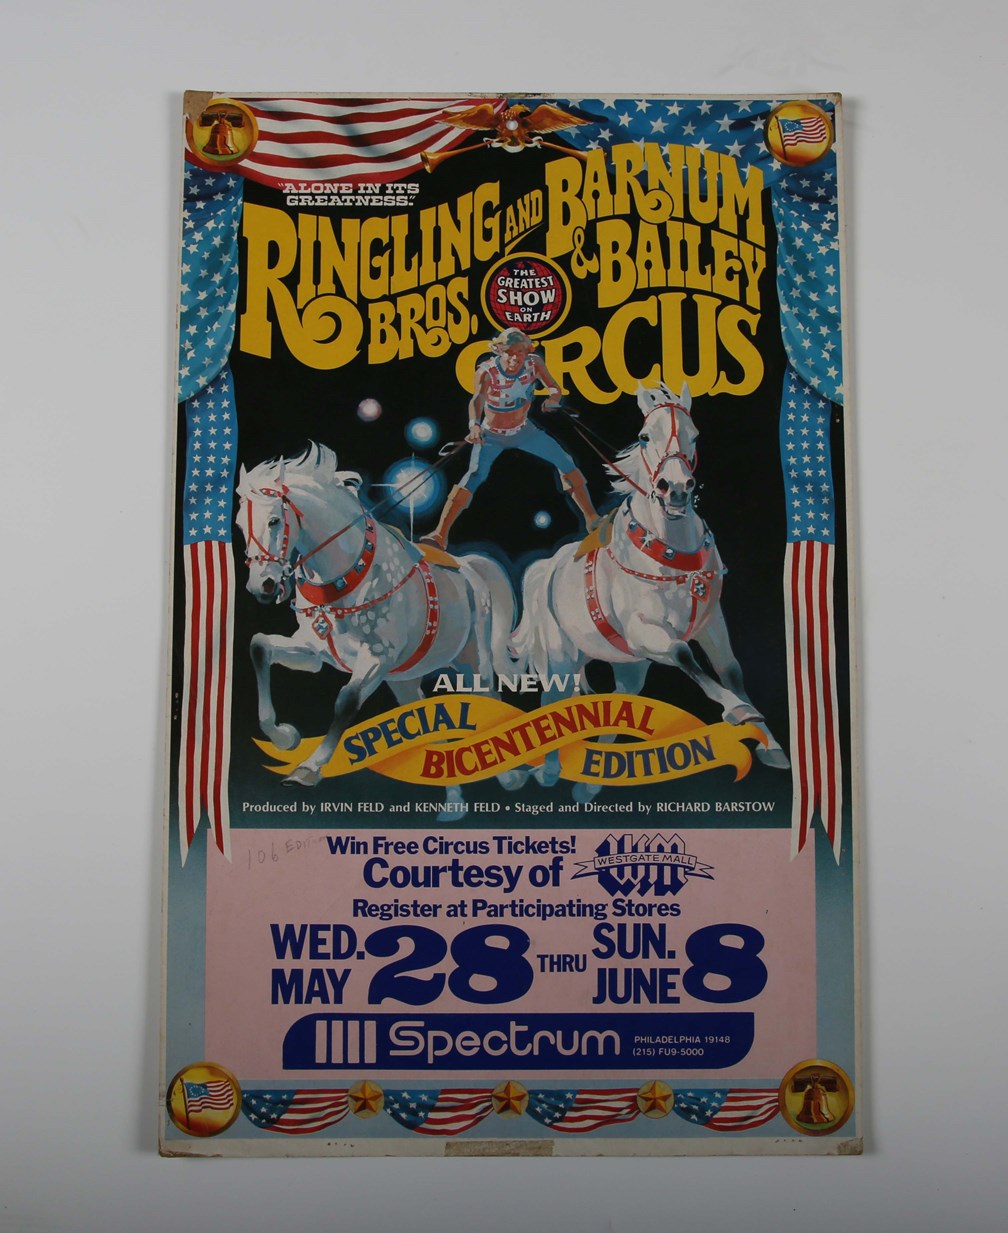 "ALONE IN ITS
GREATNESS."
RINGLING AND BARNUM
BROS. & BAILEY
CIRCUS
THE
GREATEST
SHOW
ON
EARTH
ALL NEW!
SPECIAL
BICENTENNIAL
EDITION
Produced by IRVIN FELD and KENNETH FELD • Staged and Directed by RICHARD BARSTOW
106 EDITION
Win Free Circus Tickets!
Courtesy of WM
WESTGATE MALL
Register at Participating Stores
WED. MAY 28 THRU SUN. JUNE 8
Spectrum
PHILADELPHIA 19148
(215) FU9-5000